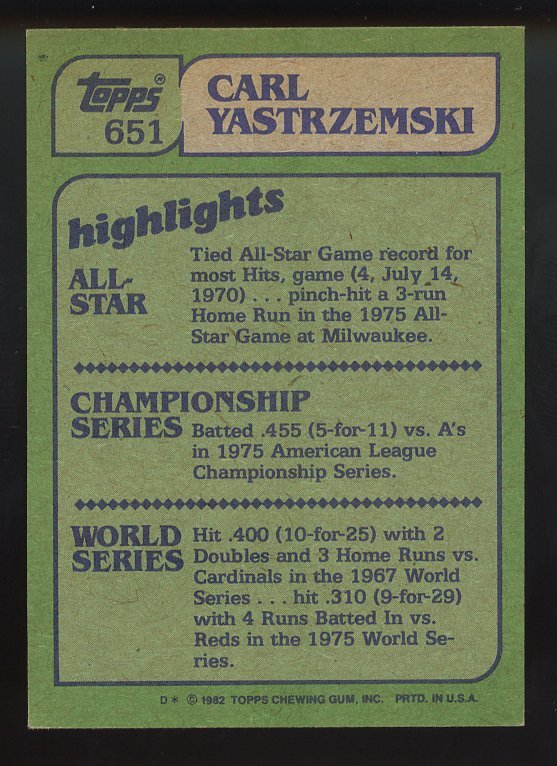 topps®
651
CARL
YASTRZEMSKI
highlights
ALL-
STAR
Tied All-Star Game record for
most Hits, game (4, July 14,
1970) . . . pinch-hit a 3-run
Home Run in the 1975 All-
Star Game at Milwaukee.
CHAMPIONSHIP
SERIES
Batted .455 (5-for-11) vs. A's
in 1975 American League
Championship Series.
WORLD
SERIES
Hit .400 (10-for-25) with 2
Doubles and 3 Home Runs vs.
Cardinals in the 1967 World
Series . . . hit .310 (9-for-29)
with 4 Runs Batted In vs.
Reds in the 1975 World Se-
ries.
D* © 1982 TOPPS CHEWING GUM, INC. PRTD. IN U.S.A.